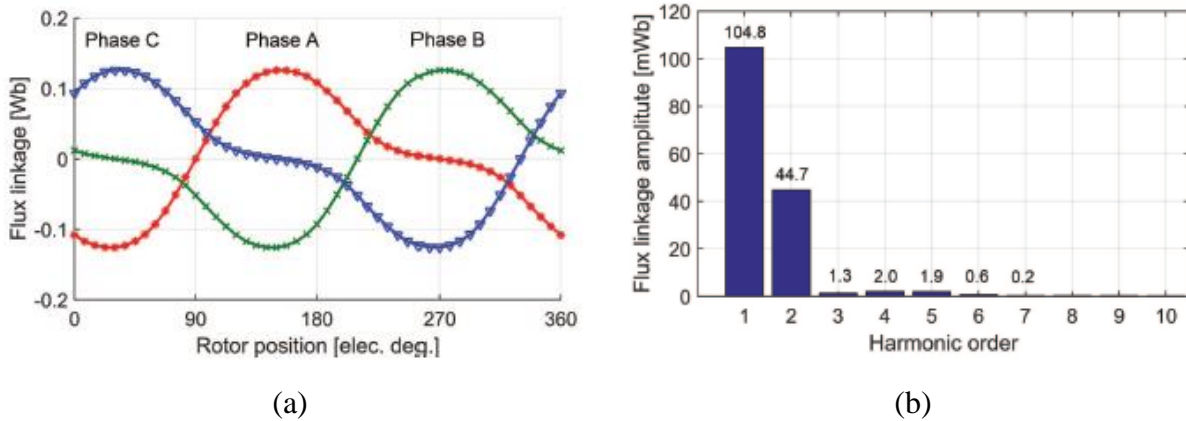 Phase C Phase A Phase B
0.2
0.1
0
-0.1
-0.2
Flux linkage [Wb]
0 90 180 270 360
Rotor position [elec. deg.]
(a)
120
100
80
60
40
20
0
Flux linkage amplitute [mWb]
104.8
44.7
1.3 2.0 1.9 0.6 0.2
1 2 3 4 5 6 7 8 9 10
Harmonic order
(b)